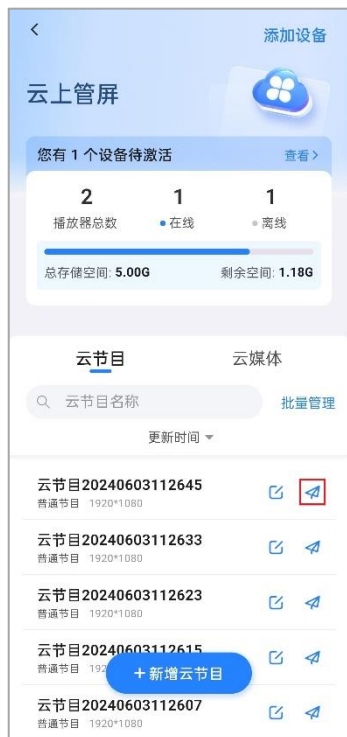 添加设备
云上管屏
您有 1 个设备待激活 查看>
2 1 1
播放器总数 在线 离线
总存储空间: 5.00G 剩余空间: 1.18G
云节目 云媒体
云节目名称 批量管理
更新时间
云节目20240603112645
普通节目 1920*1080
云节目20240603112633
普通节目 1920*1080
云节目20240603112623
普通节目 1920*1080
云节目20240603112615
普通节目 192
+新增云节目
云节目20240603112607
普通节目 1920*1080